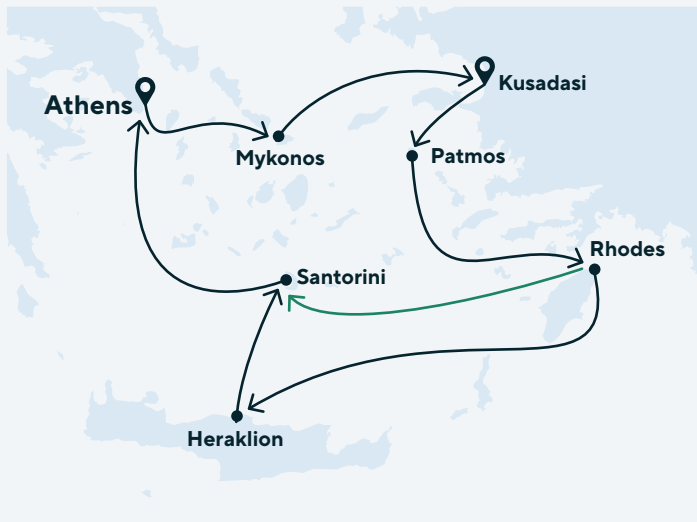 Athens
Kusadasi
Mykonos
Patmos
Rhodes
Santorini
Heraklion